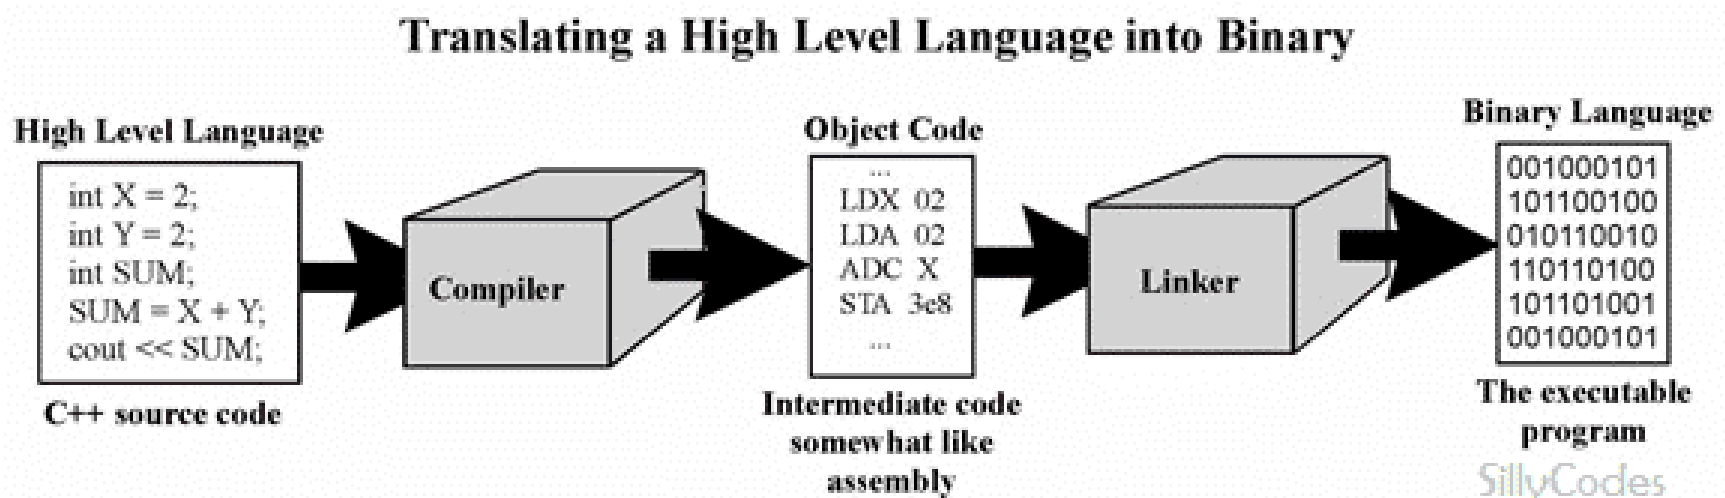 Translating a High Level Language into Binary
High Level Language
int X = 2;
int Y = 2;
int SUM;
SUM = X + Y;
cout << SUM;
C++ source code
Compiler
Object Code
...
LDX 02
LDA 02
ADC X
STA 3e8
...
Intermediate code
somewhat like
assembly
Linker
Binary Language
001000101
101100100
010110010
110110100
101101001
001000101
The executable
program
SillyCodes